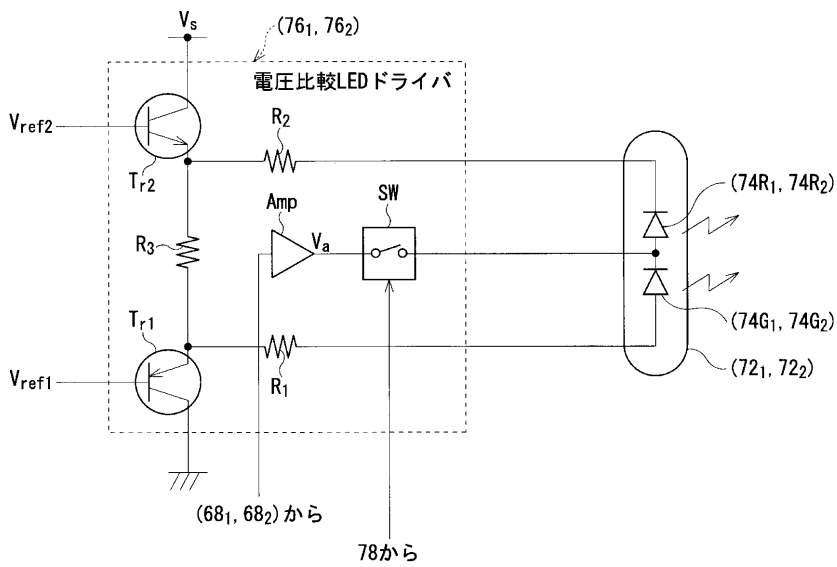 Vs
(76₁, 76₂)
電圧比較LEDドライバ
Vref2
R₂
Tr2
(74R₁, 74R₂)
Amp
SW
R₃
Va
Tr1
(74G₁, 74G₂)
R₁
Vref1
(72₁, 72₂)
(68₁, 68₂)から
78から